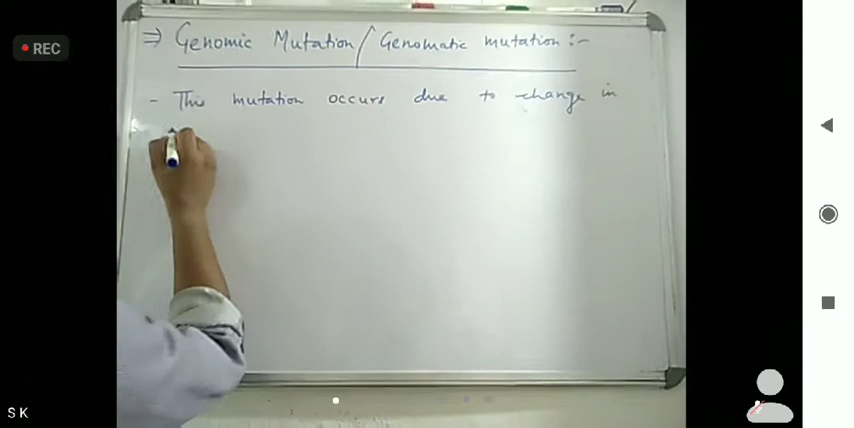 REC
⇒ Genomic Mutation / Genomatic mutation :-
- This mutation occurs due to change in
S K